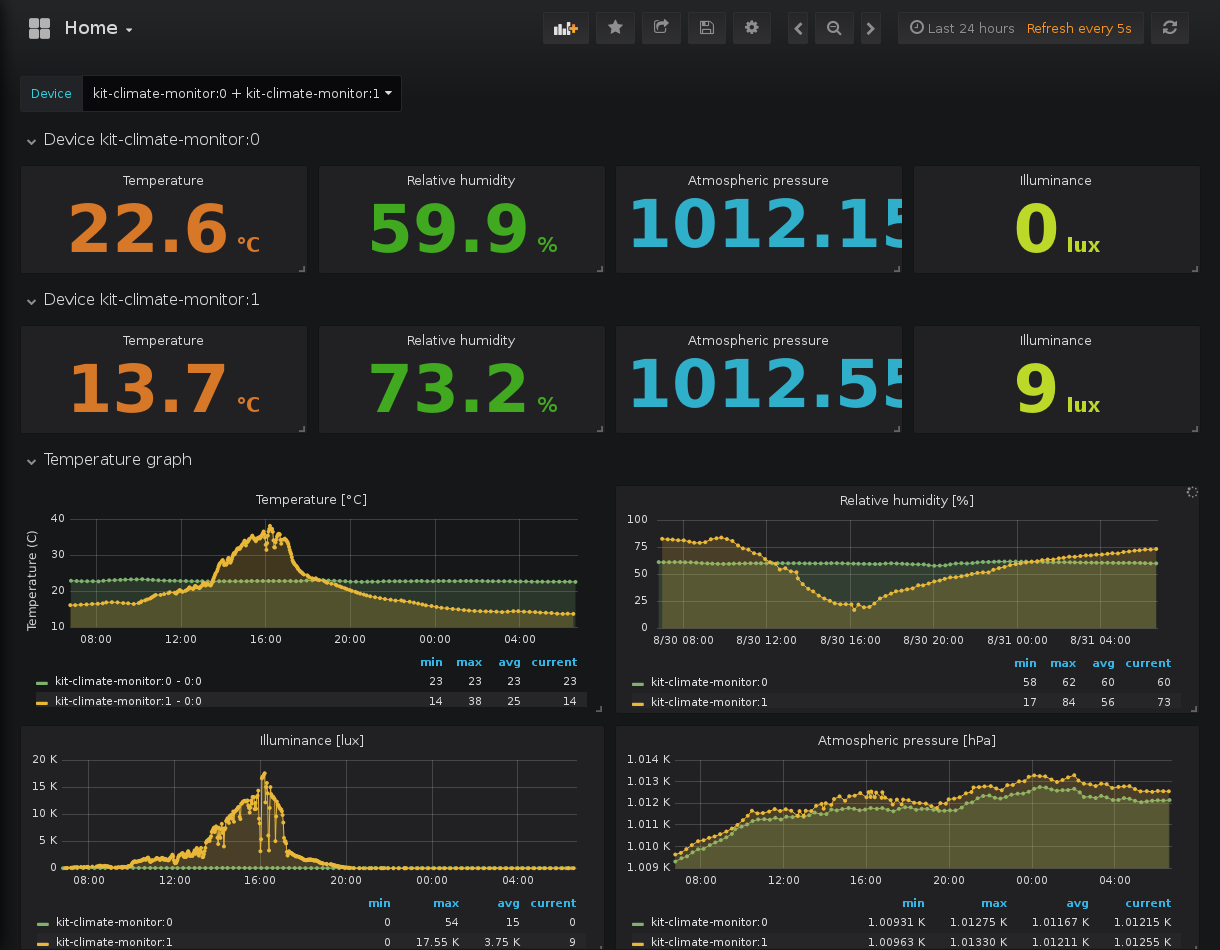 Home
Last 24 hours Refresh every 5s
Device kit-climate-monitor:0 + kit-climate-monitor:1
Device kit-climate-monitor:0
Temperature Relative humidity Atmospheric pressure Illuminance
22.6 °C 59.9 % 1012.15 0 lux
Device kit-climate-monitor:1
Temperature Relative humidity Atmospheric pressure Illuminance
13.7 °C 73.2 % 1012.55 9 lux
Temperature graph
Temperature [°C]
Temperature (C)
40
30
20
10
08:00 12:00 16:00 20:00 00:00 04:00
min max avg current
kit-climate-monitor:0 - 0:0 23 23 23 23
kit-climate-monitor:1 - 0:0 14 38 25 14
Relative humidity [%]
100
75
50
25
0
8/30 08:00 8/30 12:00 8/30 16:00 8/30 20:00 8/31 00:00 8/31 04:00
min max avg current
kit-climate-monitor:0 58 62 60 60
kit-climate-monitor:1 17 84 56 73
Illuminance [lux]
20 K
15 K
10 K
5 K
0
08:00 12:00 16:00 20:00 00:00 04:00
min max avg current
kit-climate-monitor:0 0 54 15 0
kit-climate-monitor:1 0 17.55 K 3.75 K 9
Atmospheric pressure [hPa]
1.014 K
1.013 K
1.012 K
1.011 K
1.010 K
1.009 K
08:00 12:00 16:00 20:00 00:00 04:00
min max avg current
kit-climate-monitor:0 1.00931 K 1.01275 K 1.01167 K 1.01215 K
kit-climate-monitor:1 1.00963 K 1.01330 K 1.01211 K 1.01255 K